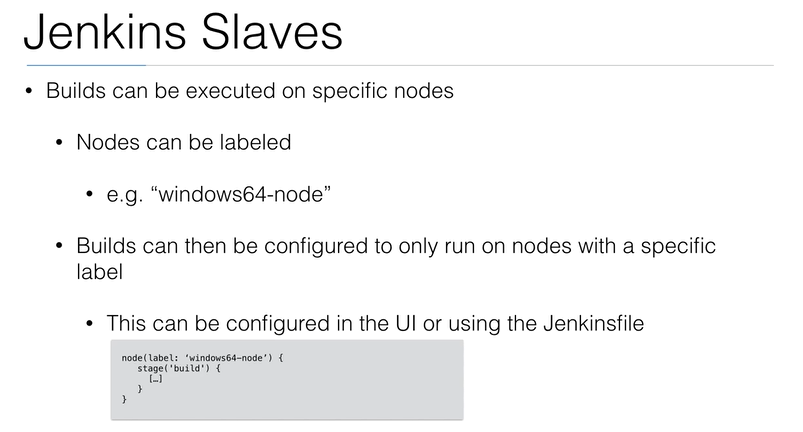 Jenkins Slaves
• Builds can be executed on specific nodes
• Nodes can be labeled
• e.g. “windows64-node”
• Builds can then be configured to only run on nodes with a specific
label
• This can be configured in the UI or using the Jenkinsfile
node(label: ‘windows64-node’) {
stage('build') {
[…]
}
}